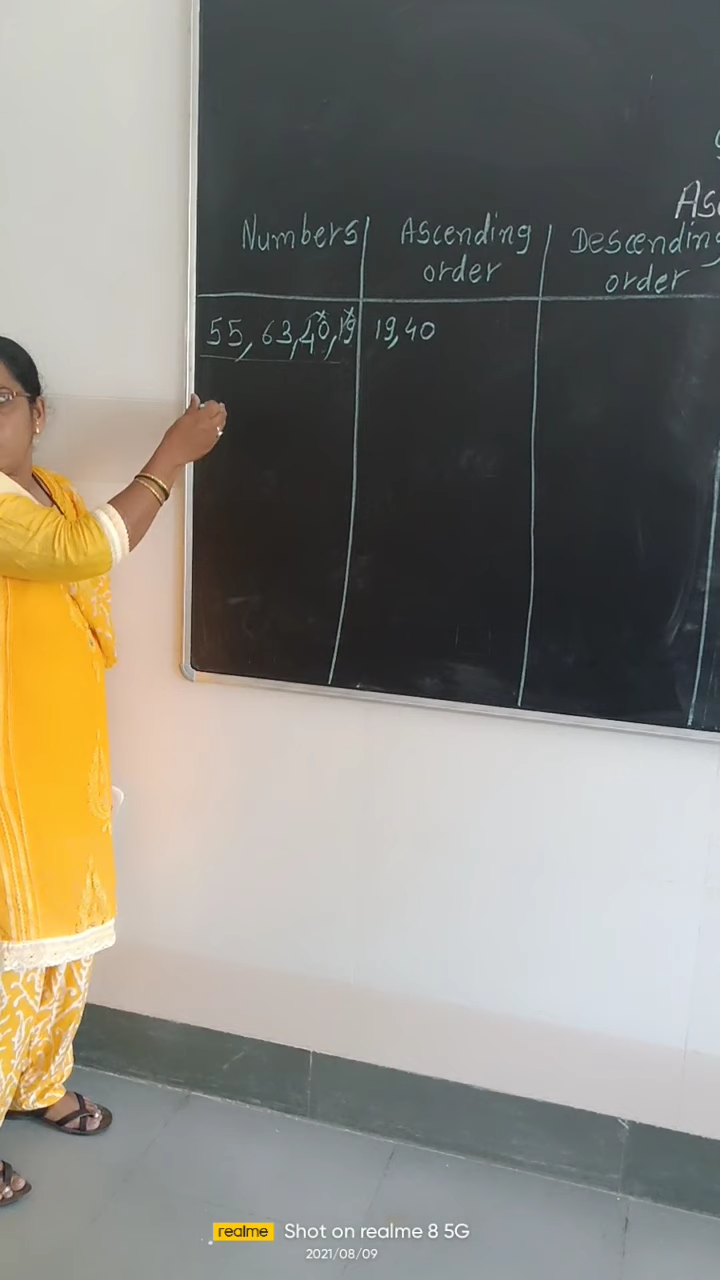 As
Numbers Ascending order Descending order
55, 63, 40, 19 19, 40
realme Shot on realme 8 5G
2021/08/09